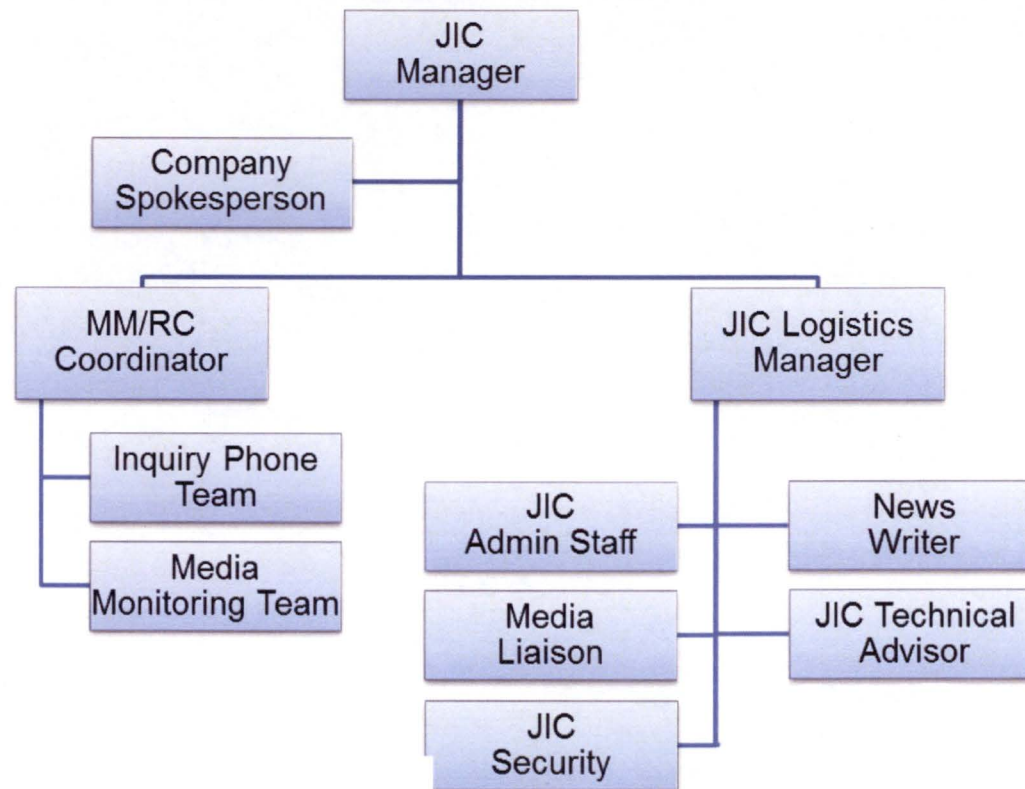 JIC
Manager
Company
Spokesperson
MM/RC
Coordinator
JIC Logistics
Manager
Inquiry Phone
Team
Media
Monitoring Team
JIC
Admin Staff
News
Writer
Media
Liaison
JIC Technical
Advisor
JIC
Security